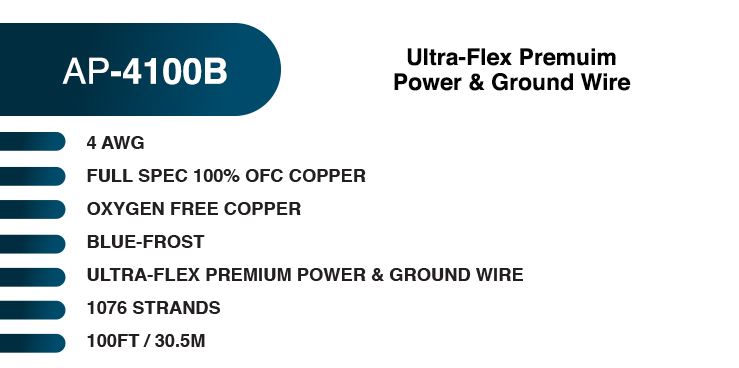 AP-4100B
Ultra-Flex Premuim
Power & Ground Wire
4 AWG
FULL SPEC 100% OFC COPPER
OXYGEN FREE COPPER
BLUE-FROST
ULTRA-FLEX PREMIUM POWER & GROUND WIRE
1076 STRANDS
100FT / 30.5M